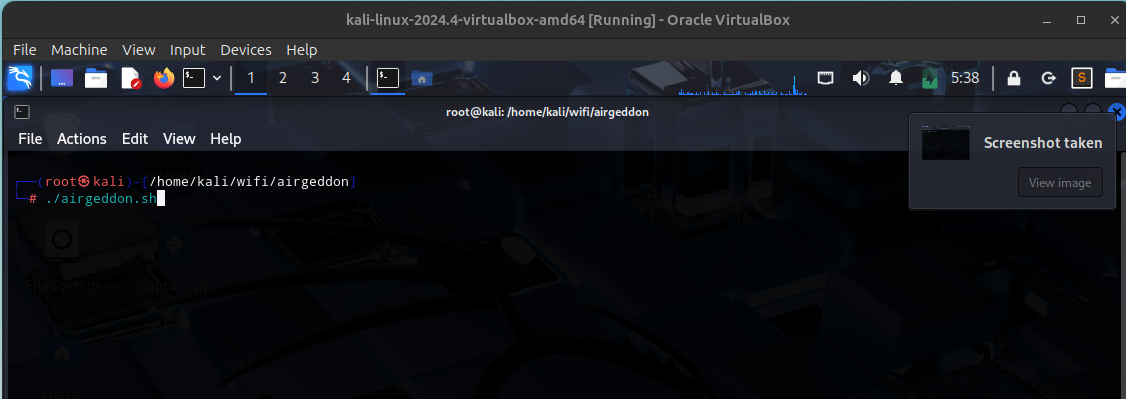 kali-linux-2024.4-virtualbox-amd64 [Running] - Oracle VirtualBox
File Machine View Input Devices Help
1 2 3 4 5:38 S
root@kali: /home/kali/wifi/airgeddon
File Actions Edit View Help
Screenshot taken
View image
┌──(root㉿kali)-[/home/kali/wifi/airgeddon]
└─# ./airgeddon.sh
File System capture.py
Home